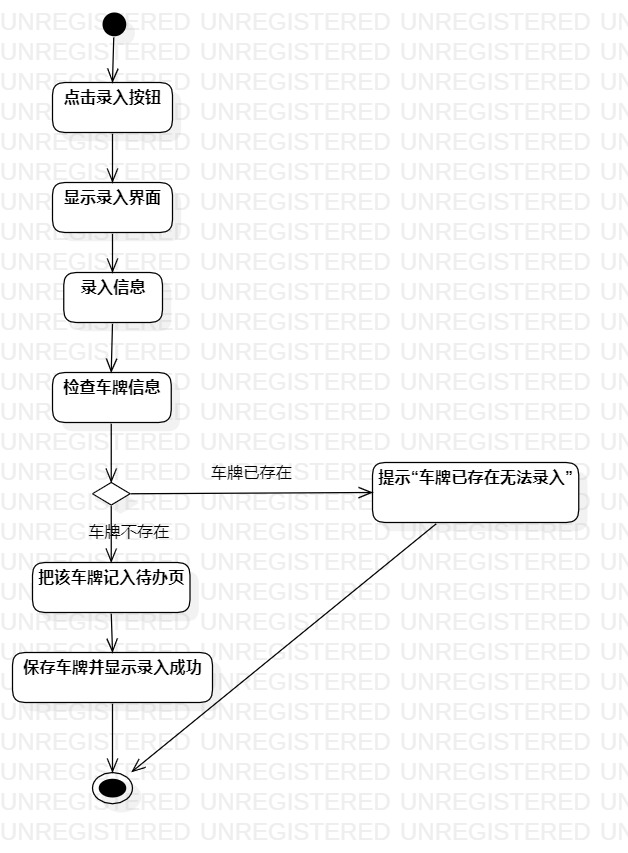 点击录入按钮
显示录入界面
录入信息
检查车牌信息
车牌已存在
提示“车牌已存在无法录入”
车牌不存在
把该车牌记入待办页
保存车牌并显示录入成功
UNREGISTERED